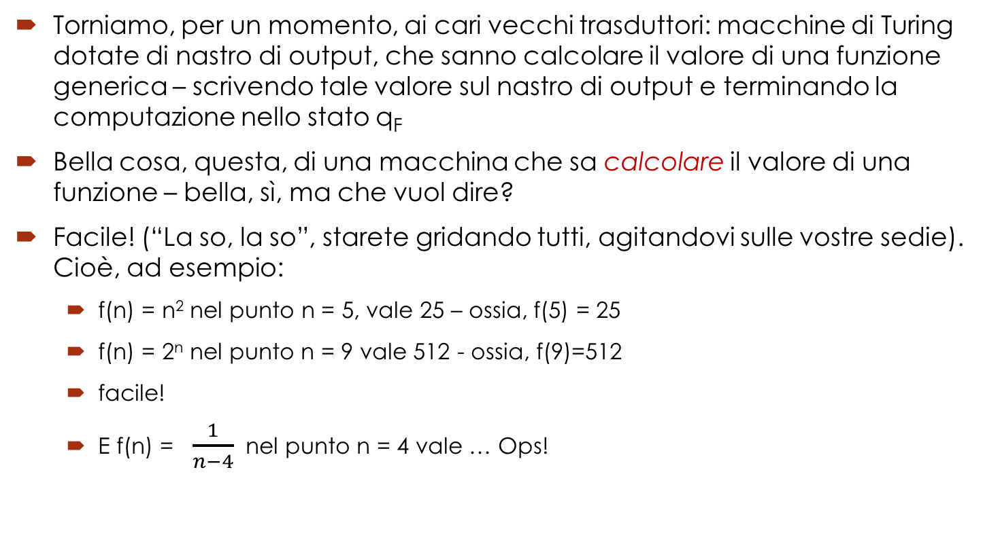 Torniamo, per un momento, ai cari vecchi trasduttori: macchine di Turing
dotate di nastro di output, che sanno calcolare il valore di una funzione
generica – scrivendo tale valore sul nastro di output e terminando la
computazione nello stato q_F
Bella cosa, questa, di una macchina che sa calcolare il valore di una
funzione – bella, sì, ma che vuol dire?
Facile! (“La so, la so”, starete gridando tutti, agitandovi sulle vostre sedie).
Cioè, ad esempio:
f(n) = n² nel punto n = 5, vale 25 – ossia, f(5) = 25
f(n) = 2ⁿ nel punto n = 9 vale 512 - ossia, f(9)=512
facile!
E f(n) = 1/(n−4) nel punto n = 4 vale … Ops!